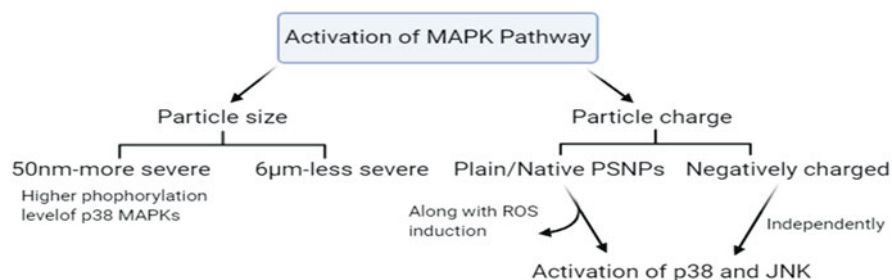 Activation of MAPK Pathway
Particle size
Particle charge
50nm-more severe
6μm-less severe
Plain/Native PSNPs
Negatively charged
Higher phophorylation
levelof p38 MAPKs
Along with ROS
induction
Independently
Activation of p38 and JNK